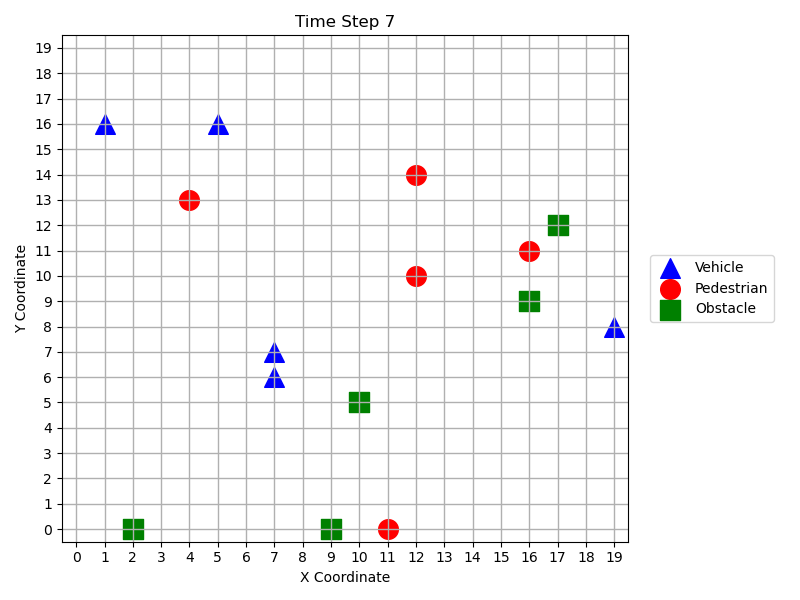 Time Step 7
19
18
17
16
15
14
13
12
11
10
9
8
7
6
5
4
3
2
1
0
Y Coordinate
0 1 2 3 4 5 6 7 8 9 10 11 12 13 14 15 16 17 18 19
X Coordinate
Vehicle
Pedestrian
Obstacle